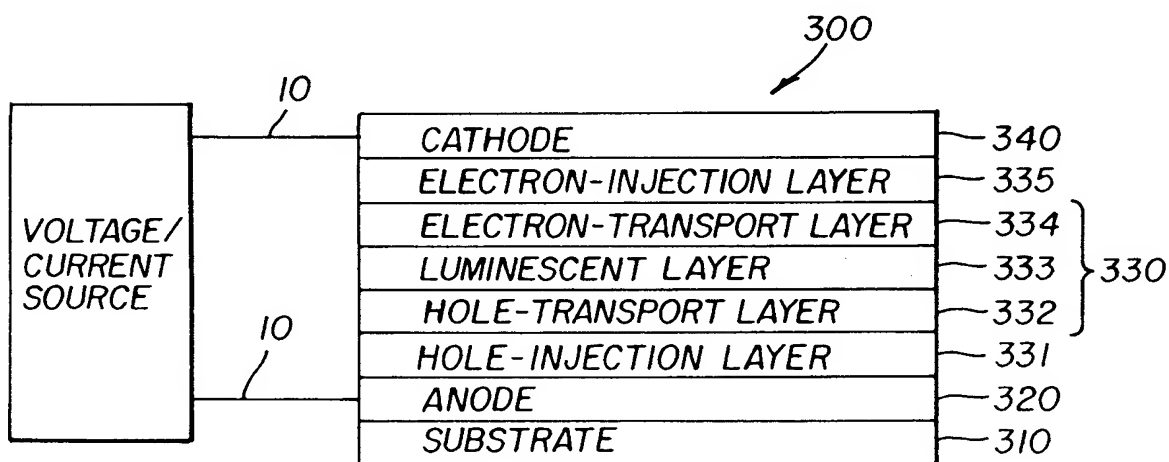 300
10
CATHODE 340
ELECTRON-INJECTION LAYER 335
VOLTAGE/
CURRENT
SOURCE
ELECTRON-TRANSPORT LAYER 334
LUMINESCENT LAYER 333
330
HOLE-TRANSPORT LAYER 332
10
HOLE-INJECTION LAYER 331
ANODE 320
SUBSTRATE 310